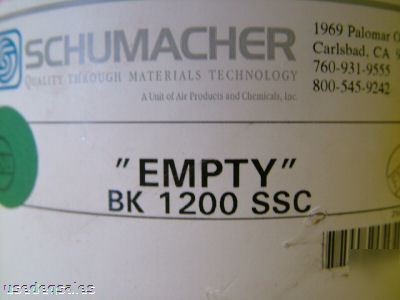 SCHUMACHER
QUALITY THROUGH MATERIALS TECHNOLOGY
A Unit of Air Products and Chemicals, Inc.
1969 Palomar
Carlsbad, CA
760-931-9555
800-545-9242
"EMPTY"
BK 1200 SSC
usedeqsales